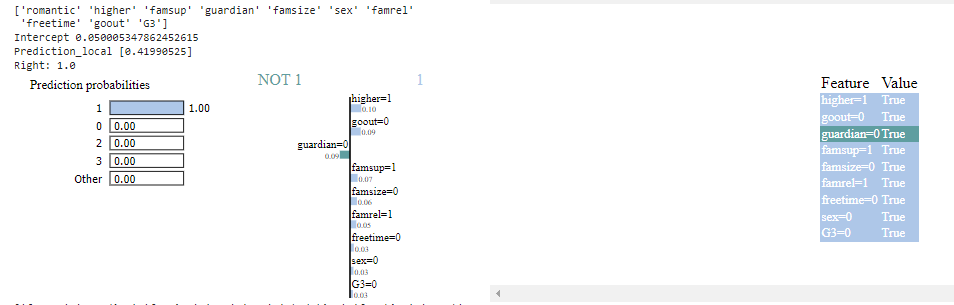 ['romantic' 'higher' 'famsup' 'guardian' 'famsize' 'sex' 'famrel'
'freetime' 'goout' 'G3']
Intercept 0.050005347862452615
Prediction_local [0.41990525]
Right: 1.0
Prediction probabilities
1 1.00
0 0.00
2 0.00
3 0.00
Other 0.00
NOT 1 1
higher=1
0.10
goout=0
0.09
guardian=0
0.09
famsup=1
0.07
famsize=0
0.06
famrel=1
0.05
freetime=0
0.03
sex=0
0.03
G3=0
0.03
Feature Value
higher=1 True
goout=0 True
guardian=0 True
famsup=1 True
famsize=0 True
famrel=1 True
freetime=0 True
sex=0 True
G3=0 True